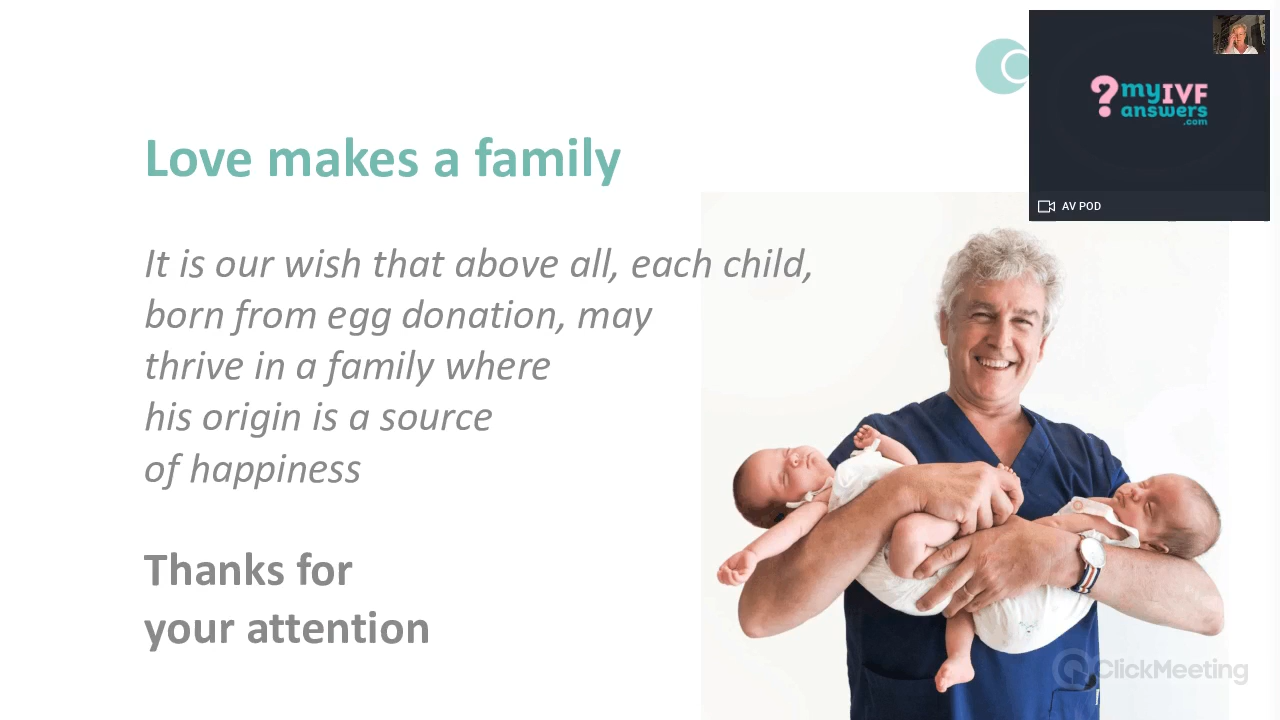 Love makes a family
It is our wish that above all, each child,
born from egg donation, may
thrive in a family where
his origin is a source
of happiness
Thanks for
your attention
?myIVF
answers
.com
AV POD
ClickMeeting